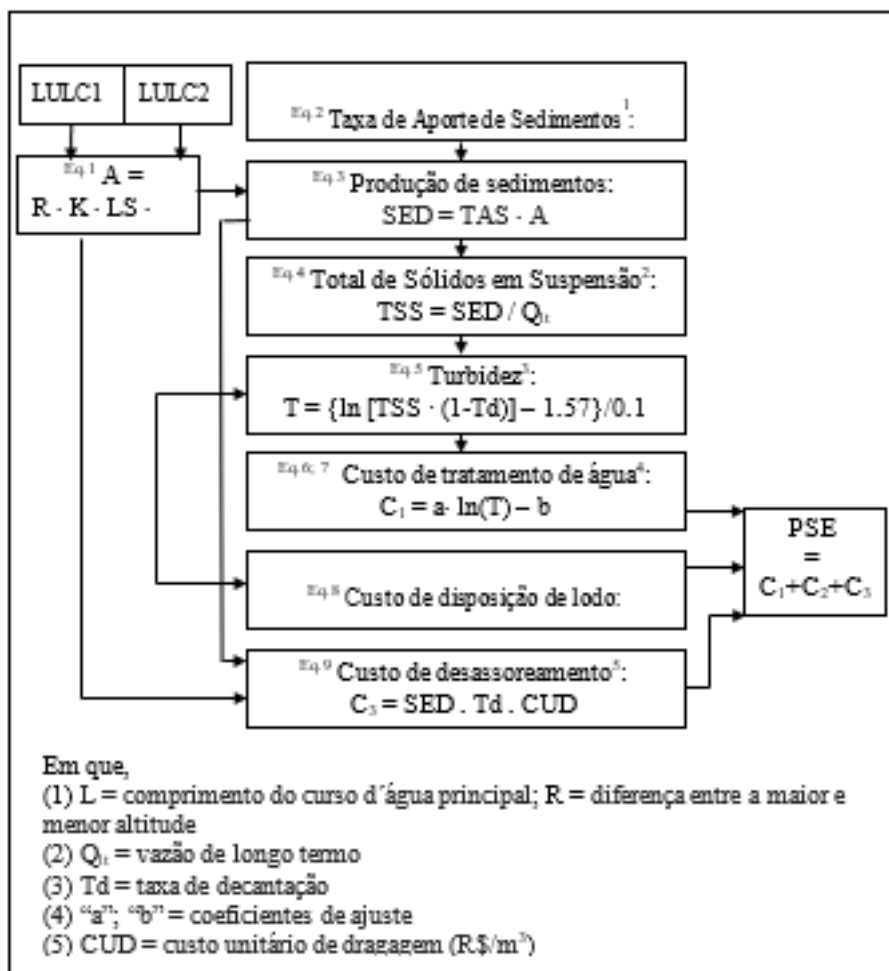 LULC1 LULC2
Eq.1 A =
R · K · LS ·
Eq.2 Taxa de Aporte de Sedimentos¹:
Eq.3 Produção de sedimentos:
SED = TAS · A
Eq.4 Total de Sólidos em Suspensão²:
TSS = SED / Qlt
Eq.5 Turbidez³:
T = {ln [TSS · (1-Td)] – 1.57}/0.1
Eq.6; 7 Custo de tratamento de água⁴:
C₁ = a· ln(T) – b
Eq.8 Custo de disposição de lodo:
Eq.9 Custo de desassoreamento⁵:
C₃ = SED . Td . CUD
PSE
=
C₁+C₂+C₃
Em que,
(1) L = comprimento do curso d´água principal; R = diferença entre a maior e
menor altitude
(2) Qlt = vazão de longo termo
(3) Td = taxa de decantação
(4) “a”; “b” = coeficientes de ajuste
(5) CUD = custo unitário de dragagem (R$/m³)